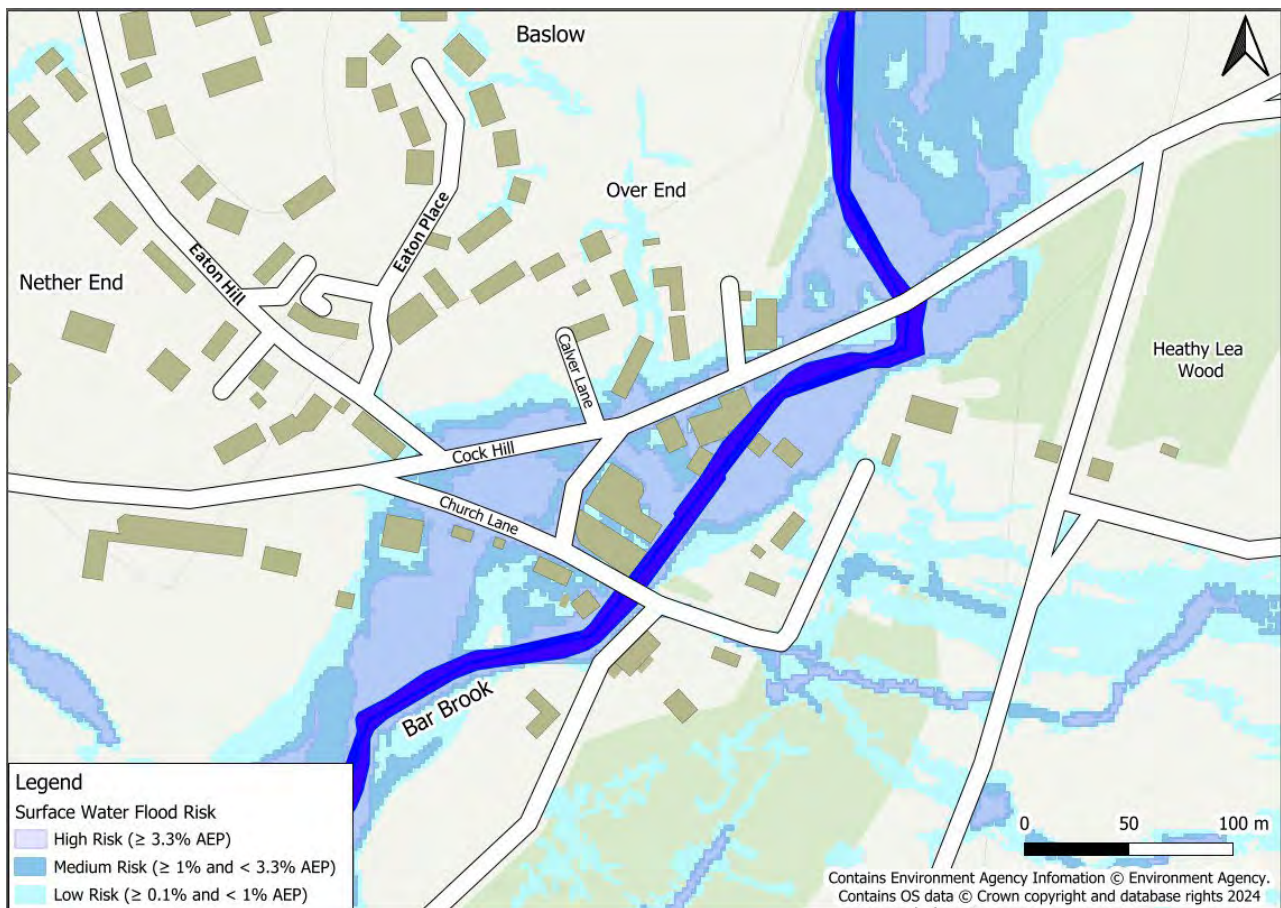 Baslow
Over End
Eaton Place
Eaton Hill
Nether End
Calver Lane
Heathy Lea
Wood
Cock Hill
Church Lane
Bar Brook
Legend
Surface Water Flood Risk
High Risk (≥ 3.3% AEP)
Medium Risk (≥ 1% and < 3.3% AEP)
Low Risk (≥ 0.1% and < 1% AEP)
0 50 100 m
Contains Environment Agency Infomation © Environment Agency.
Contains OS data © Crown copyright and database rights 2024